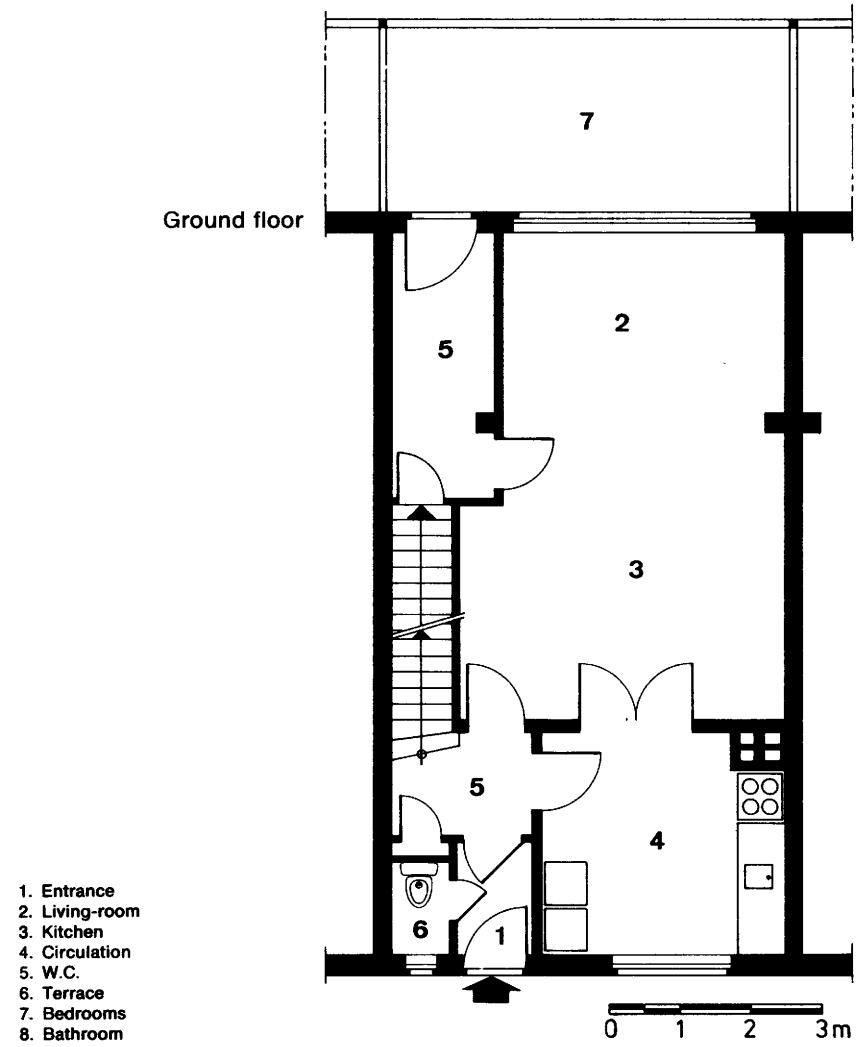 7
Ground floor
2
5
3
5
4
6
1
1. Entrance
2. Living-room
3. Kitchen
4. Circulation
5. W.C.
6. Terrace
7. Bedrooms
8. Bathroom
0 1 2 3m